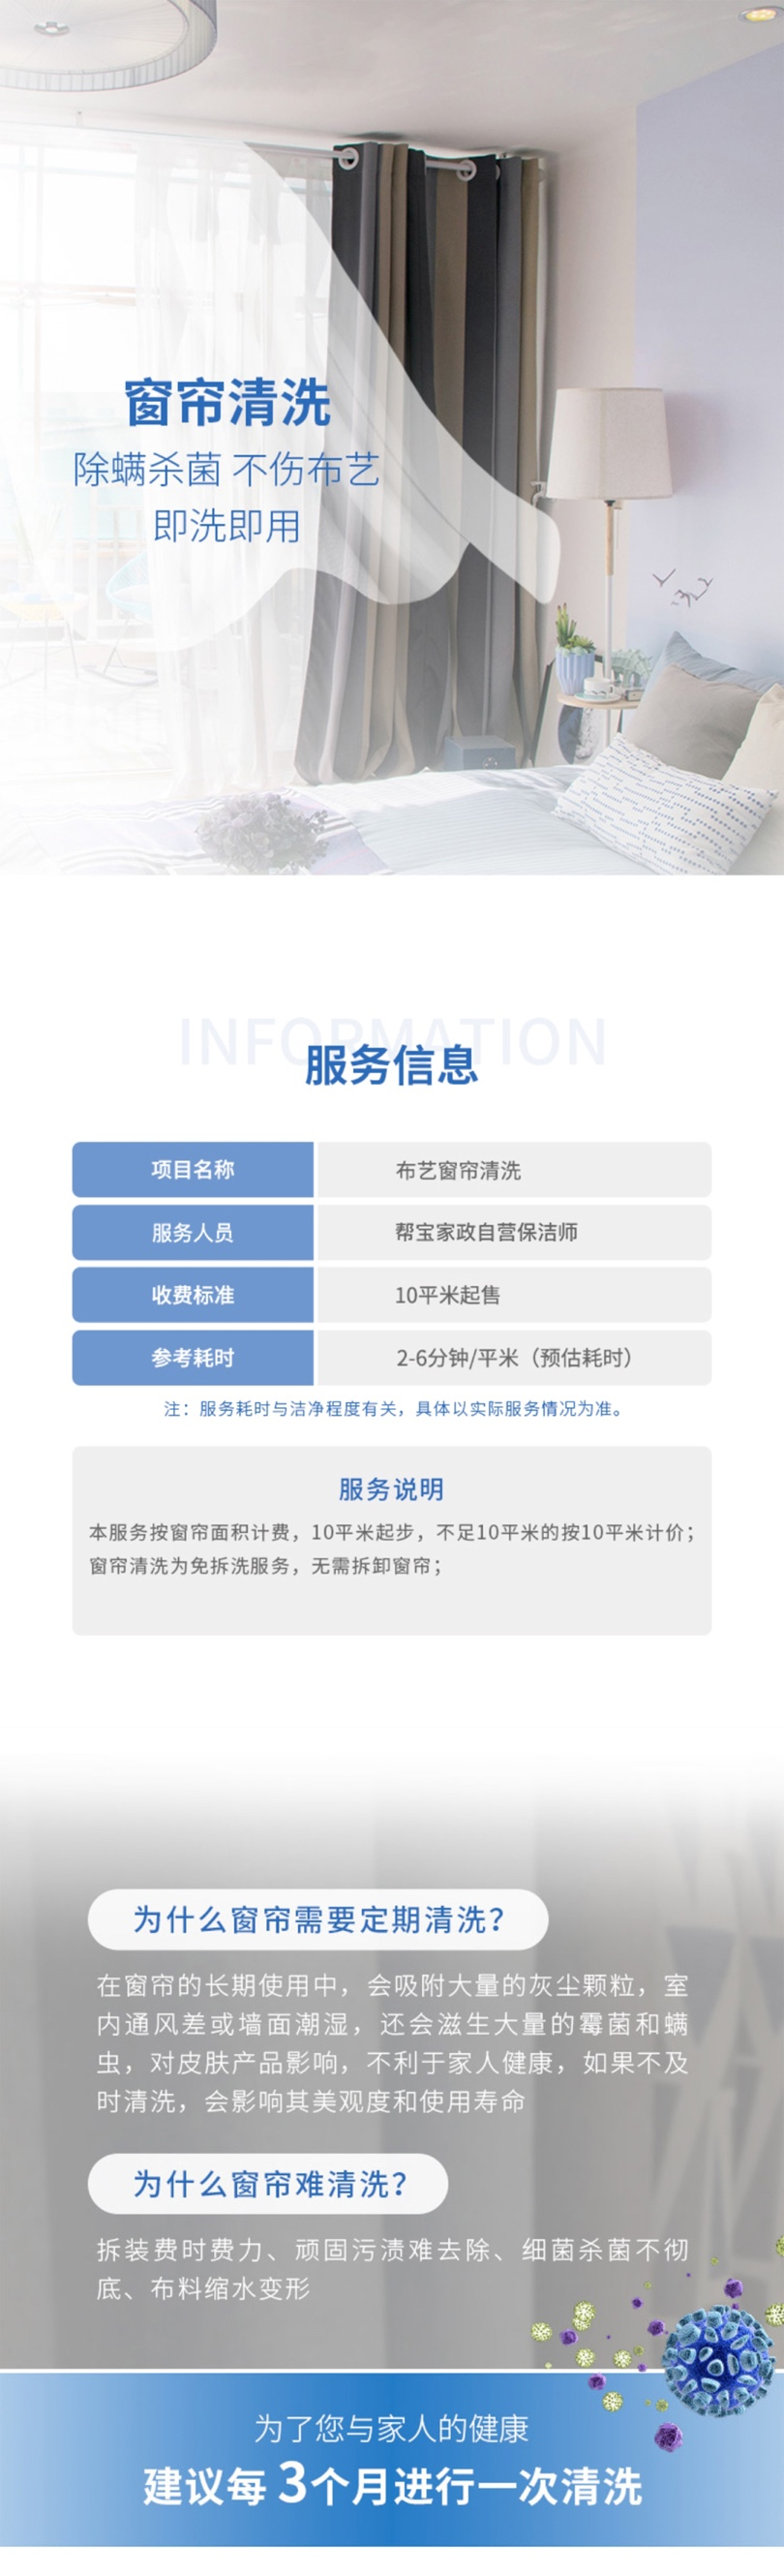 窗帘清洗
除螨杀菌 不伤布艺
即洗即用
INFORMATION
服务信息
项目名称 布艺窗帘清洗
服务人员 帮宝家政自营保洁师
收费标准 10平米起售
参考耗时 2-6分钟/平米（预估耗时）
注：服务耗时与洁净程度有关，具体以实际服务情况为准。
服务说明
本服务按窗帘面积计费，10平米起步，不足10平米的按10平米计价；
窗帘清洗为免拆洗服务，无需拆卸窗帘；
为什么窗帘需要定期清洗？
在窗帘的长期使用中，会吸附大量的灰尘颗粒，室
内通风差或墙面潮湿，还会滋生大量的霉菌和螨
虫，对皮肤产品影响，不利于家人健康，如果不及
时清洗，会影响其美观度和使用寿命
为什么窗帘难清洗？
拆装费时费力、顽固污渍难去除、细菌杀菌不彻
底、布料缩水变形
为了您与家人的健康
建议每 3个月进行一次清洗